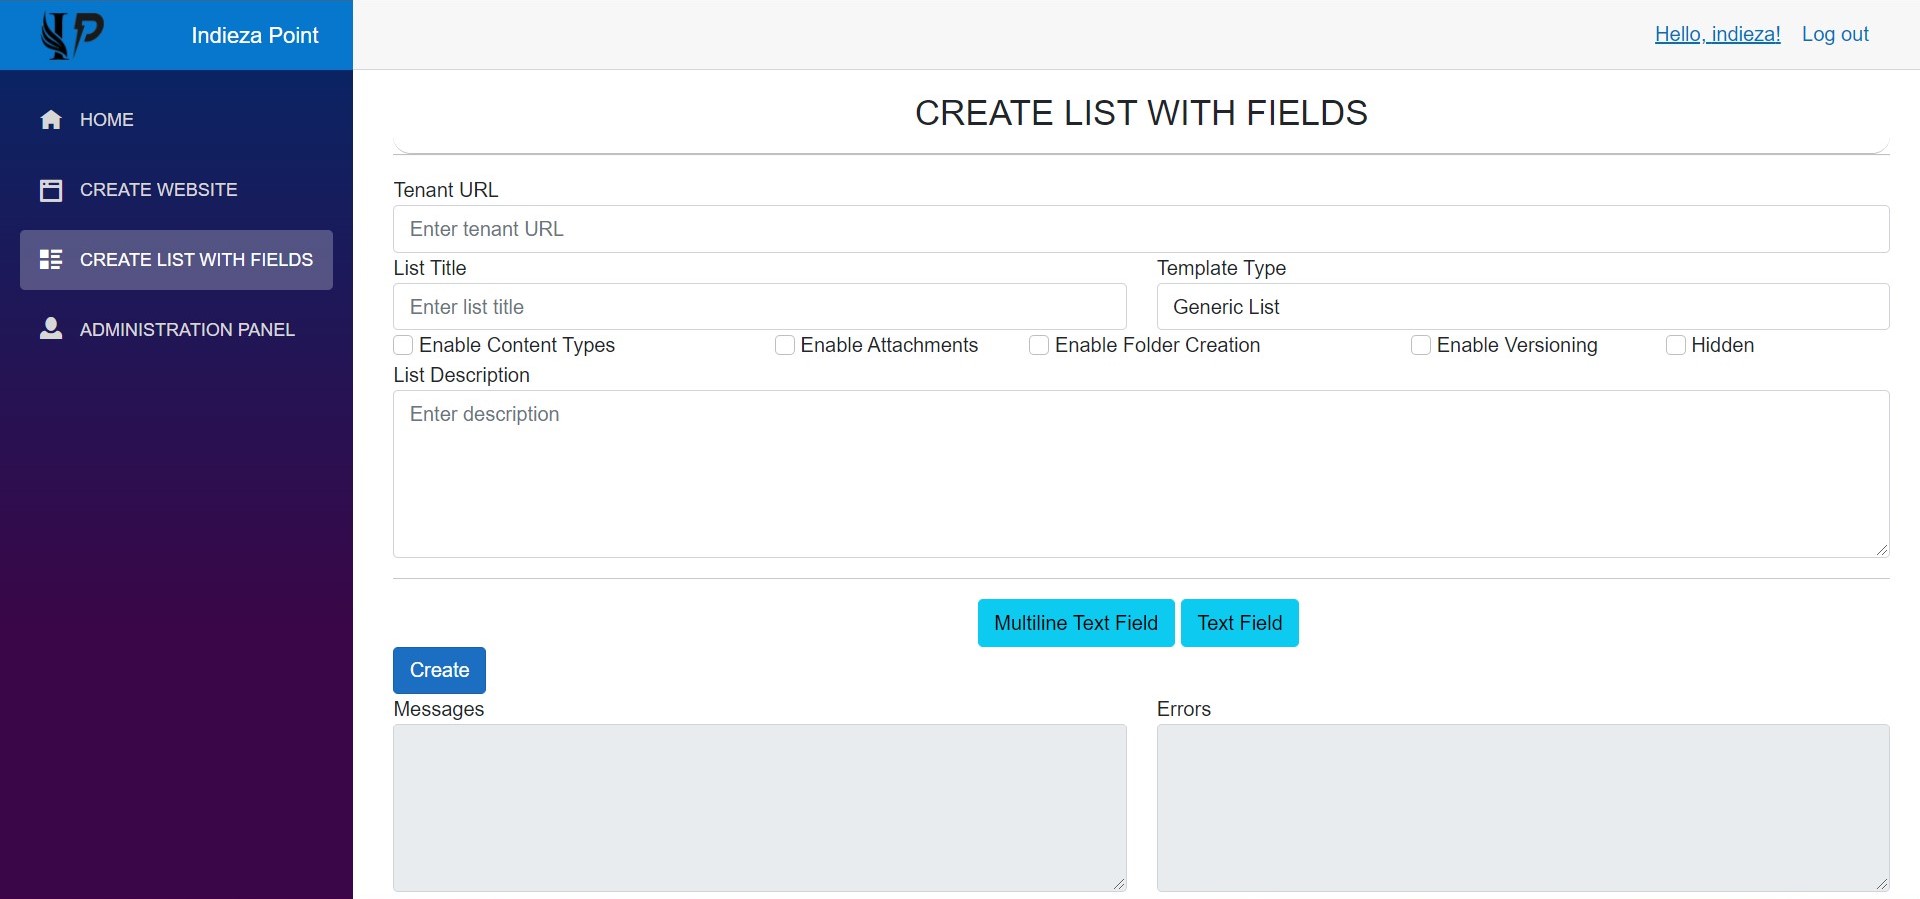 Indieza Point
Hello, indieza! Log out
HOME
CREATE WEBSITE
CREATE LIST WITH FIELDS
ADMINISTRATION PANEL
CREATE LIST WITH FIELDS
Tenant URL
Enter tenant URL
List Title
Enter list title
Template Type
Generic List
Enable Content Types Enable Attachments Enable Folder Creation Enable Versioning Hidden
List Description
Enter description
Multiline Text Field Text Field
Create
Messages
Errors